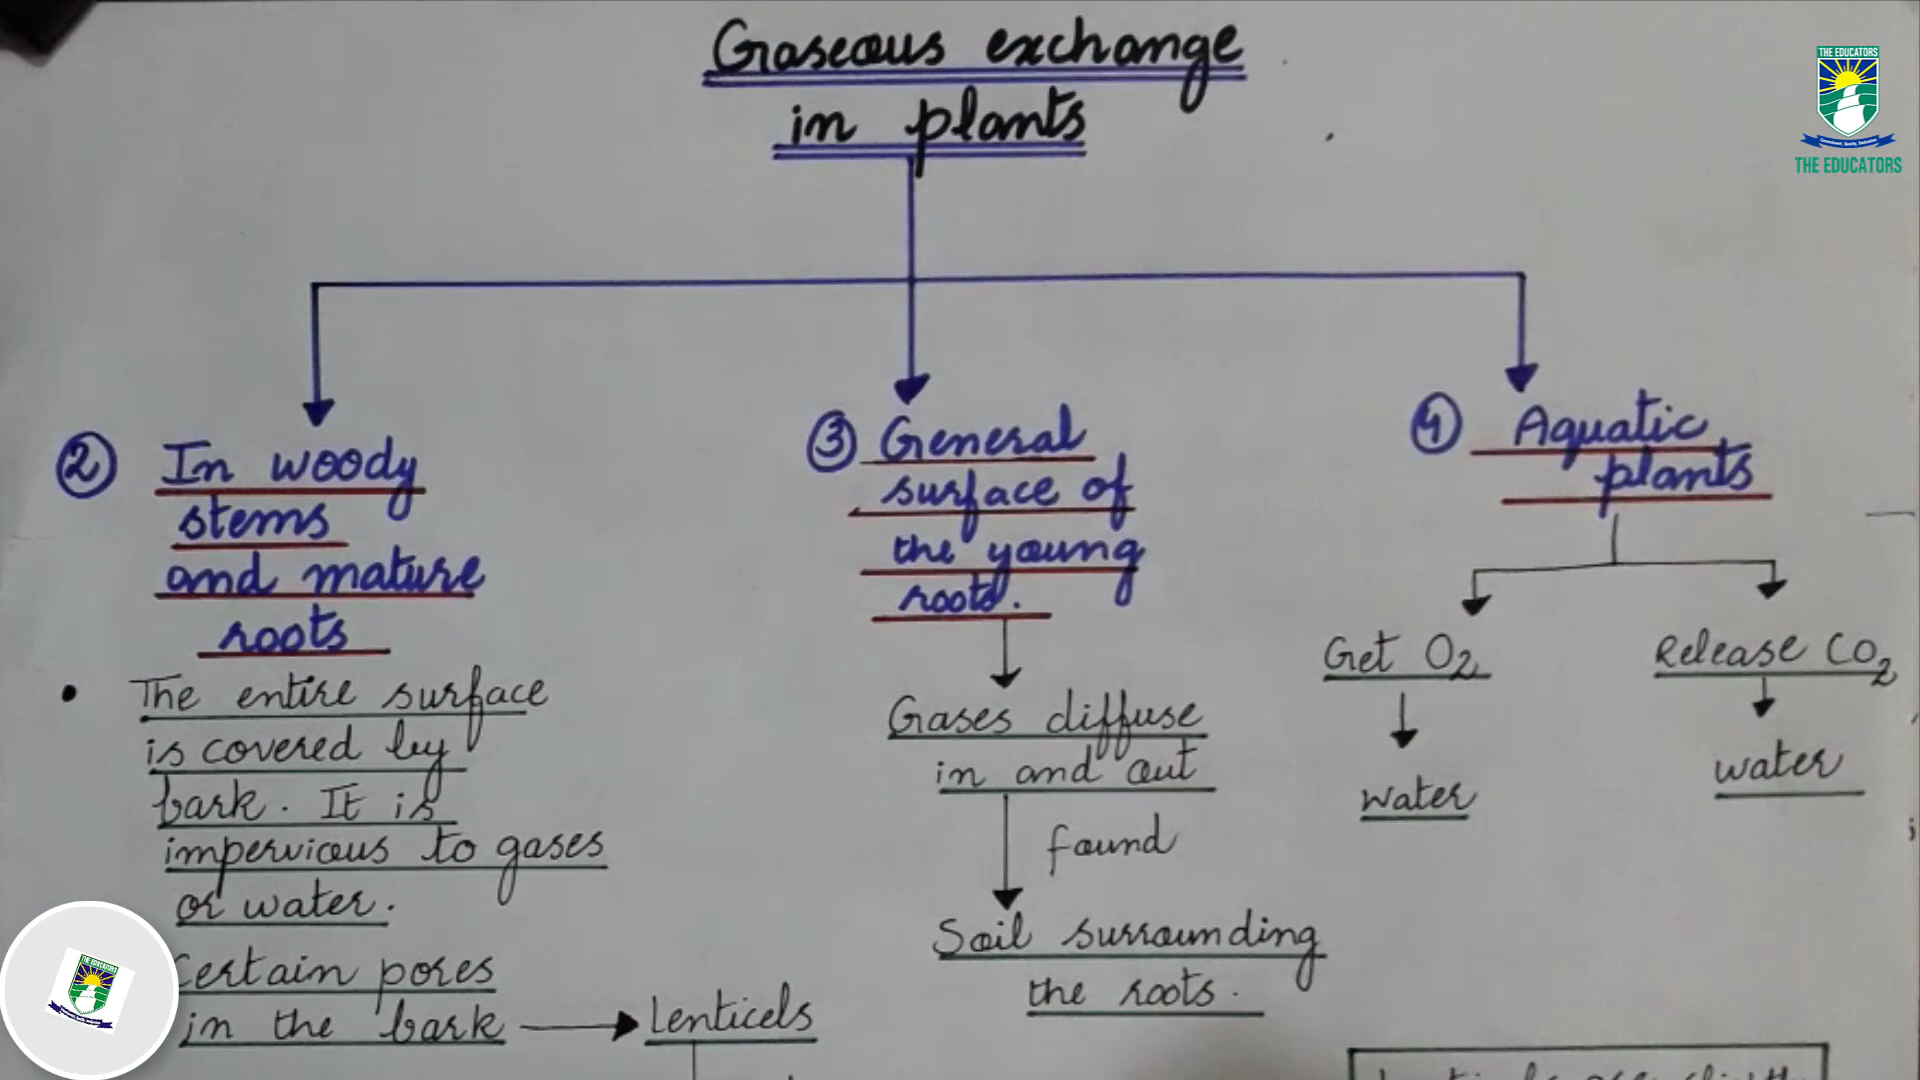 Gaseous exchange
in plants
THE EDUCATORS
THE EDUCATORS
② In woody
stems
and mature
roots
• The entire surface
is covered by
bark. It is
impervious to gases
or water.
Certain pores
in the bark → Lenticels
③ General
surface of
the young
roots.
Gases diffuse
in and out
found
Soil surrounding
the roots.
④ Aquatic
plants
Get O2
water
Release CO2
water
THE EDUCATORS